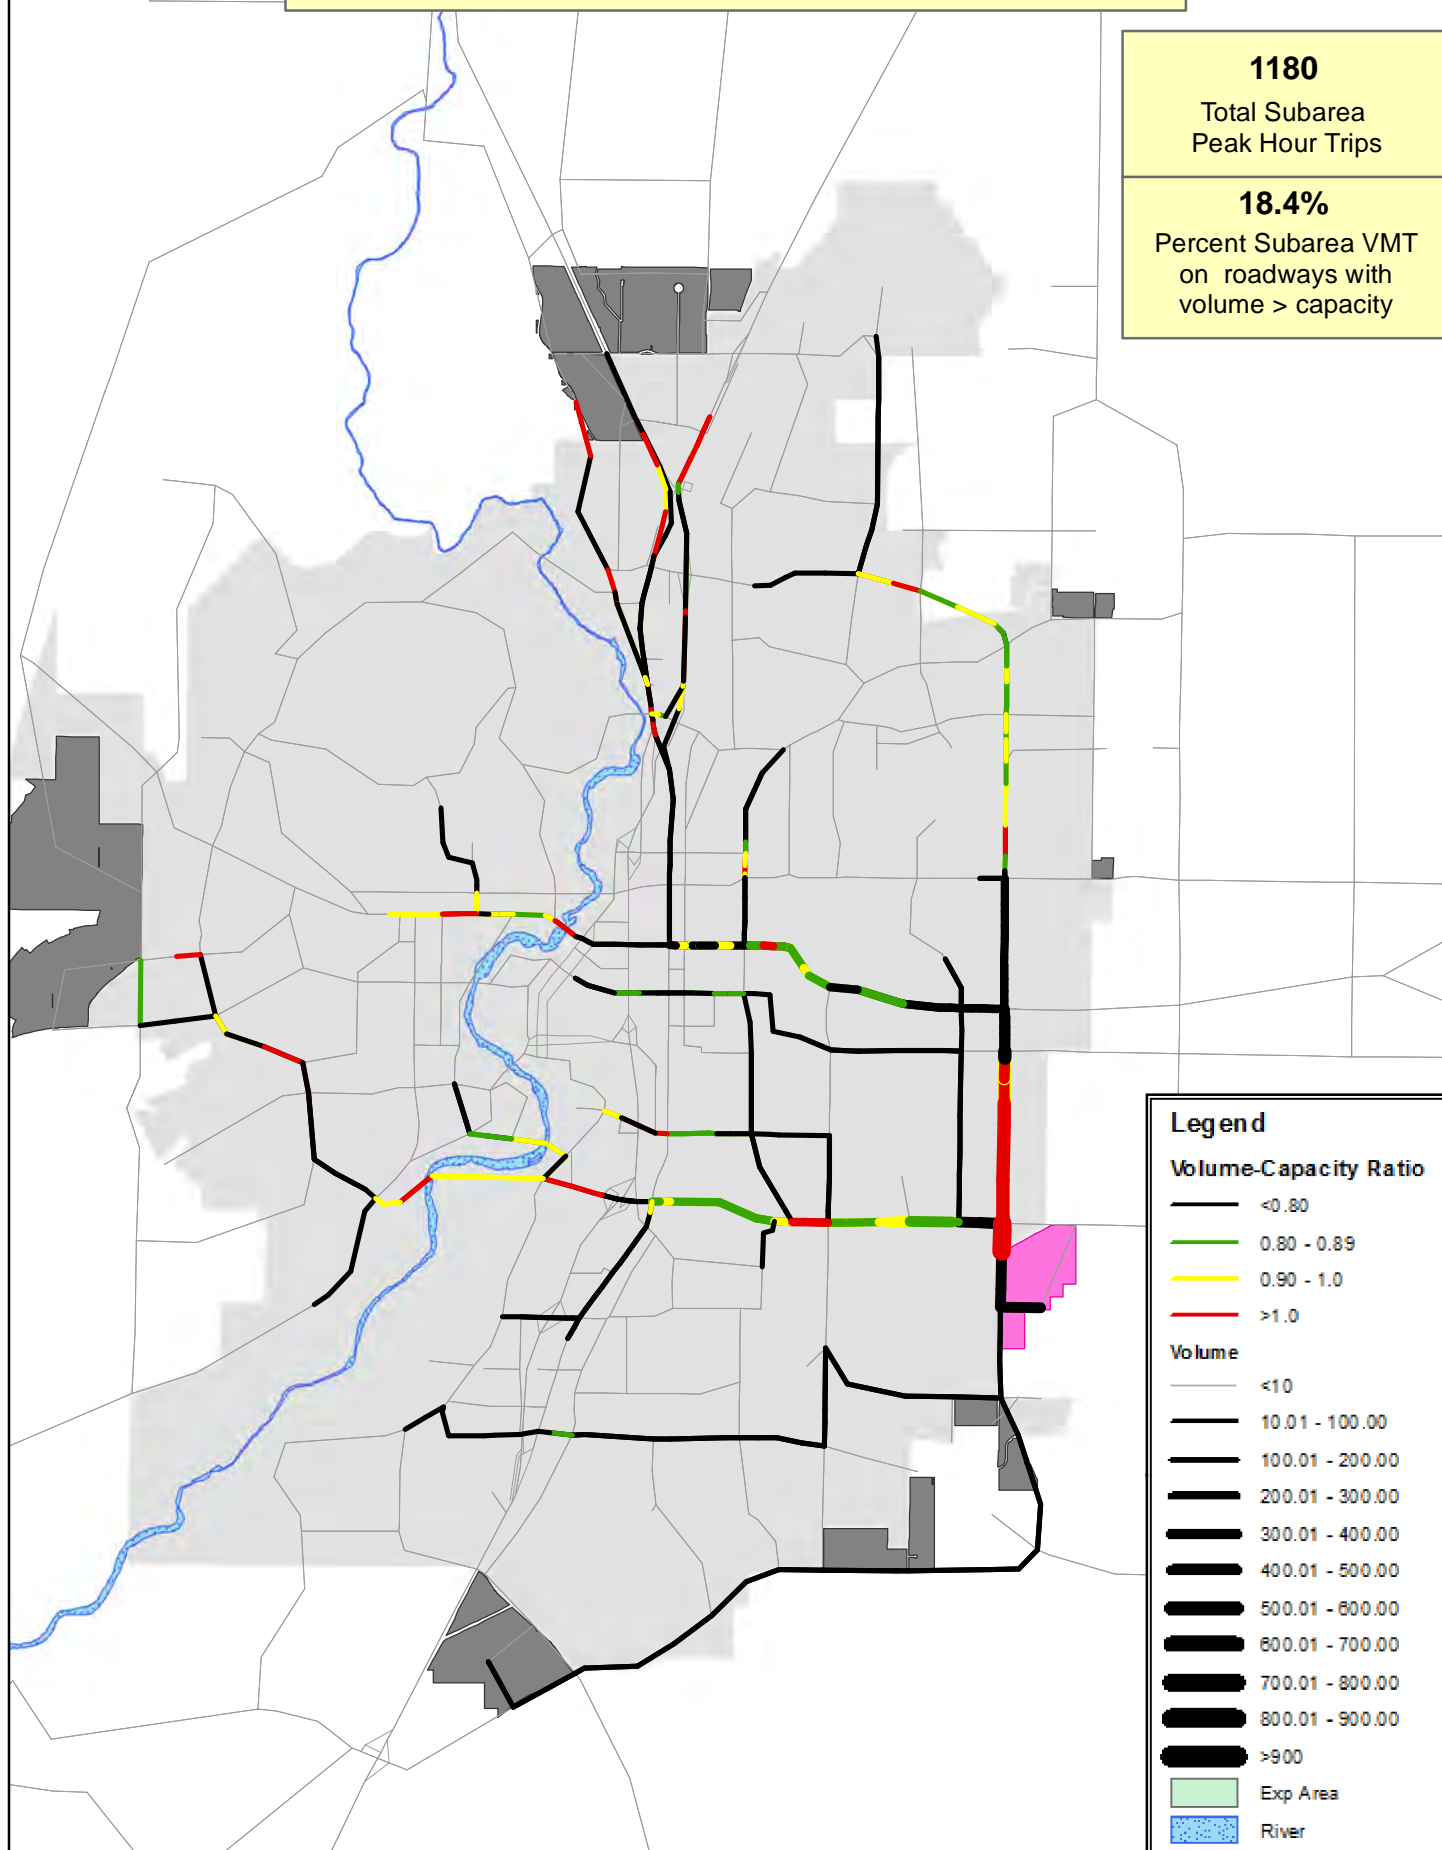 1180
Total Subarea
Peak Hour Trips
18.4%
Percent Subarea VMT
on roadways with
volume > capacity
Legend
Volume-Capacity Ratio
<0.80
0.80 - 0.89
0.90 - 1.0
>1.0
Volume
<10
10.01 - 100.00
100.01 - 200.00
200.01 - 300.00
300.01 - 400.00
400.01 - 500.00
500.01 - 600.00
600.01 - 700.00
700.01 - 800.00
800.01 - 900.00
>900
Exp Area
River